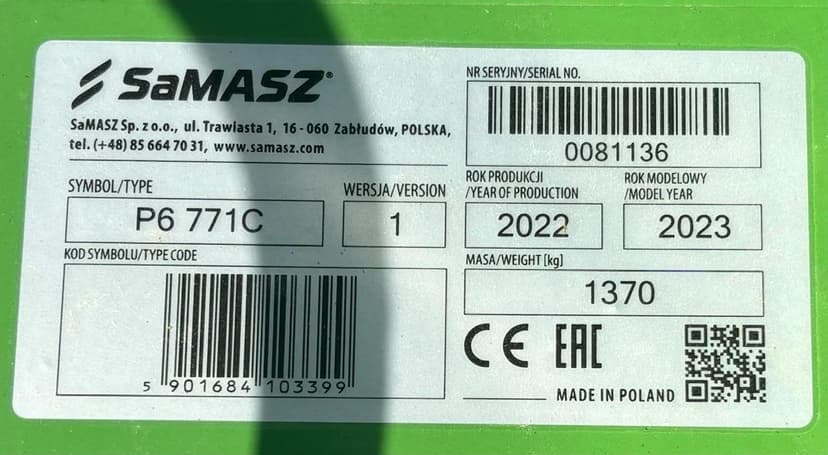 SaMASZ®
SaMASZ Sp. z o.o., ul. Trawiasta 1, 16-060 Zabłudów, POLSKA,
tel. (+48) 85 664 70 31, www.samasz.com
NR SERYJNY/SERIAL NO.
0081136
SYMBOL/TYPE
P6 771C
WERSJA/VERSION
1
ROK PRODUKCJI
/YEAR OF PRODUCTION
2022
ROK MODELOWY
/MODEL YEAR
2023
KOD SYMBOLU/TYPE CODE
5 901684 103399
MASA/WEIGHT [kg]
1370
CE EAC
MADE IN POLAND